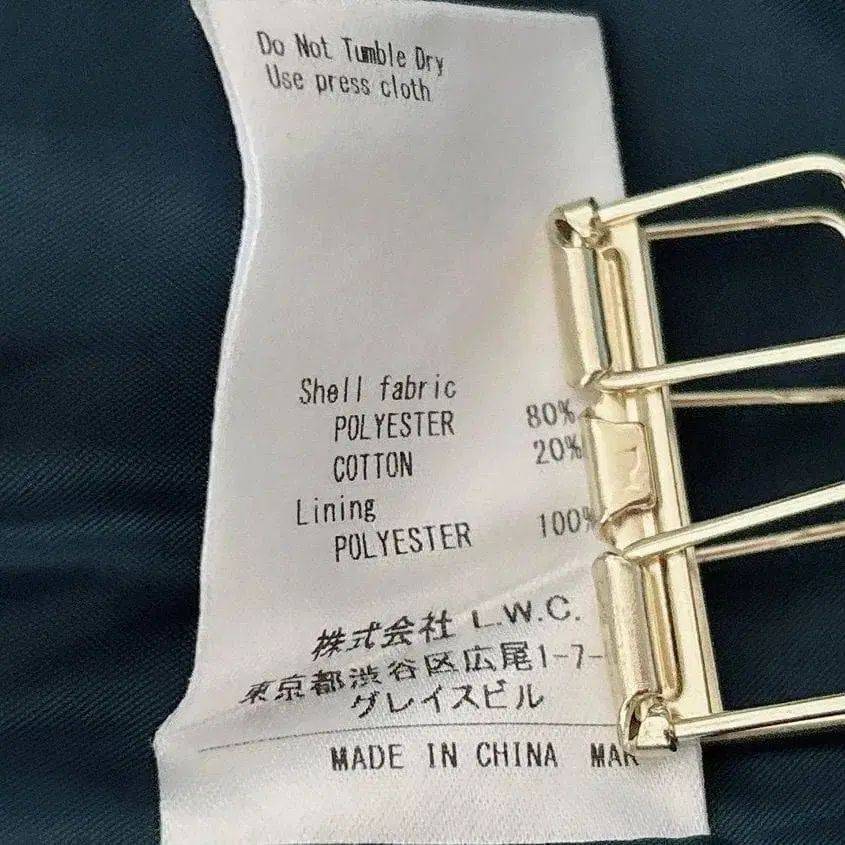 Do Not Tumble Dry
Use press cloth
Shell fabric
POLYESTER 80%
COTTON 20%
Lining
POLYESTER 100%
株式会社 L.W.C.
東京都渋谷区広尾1-7-
グレイスビル
MADE IN CHINA